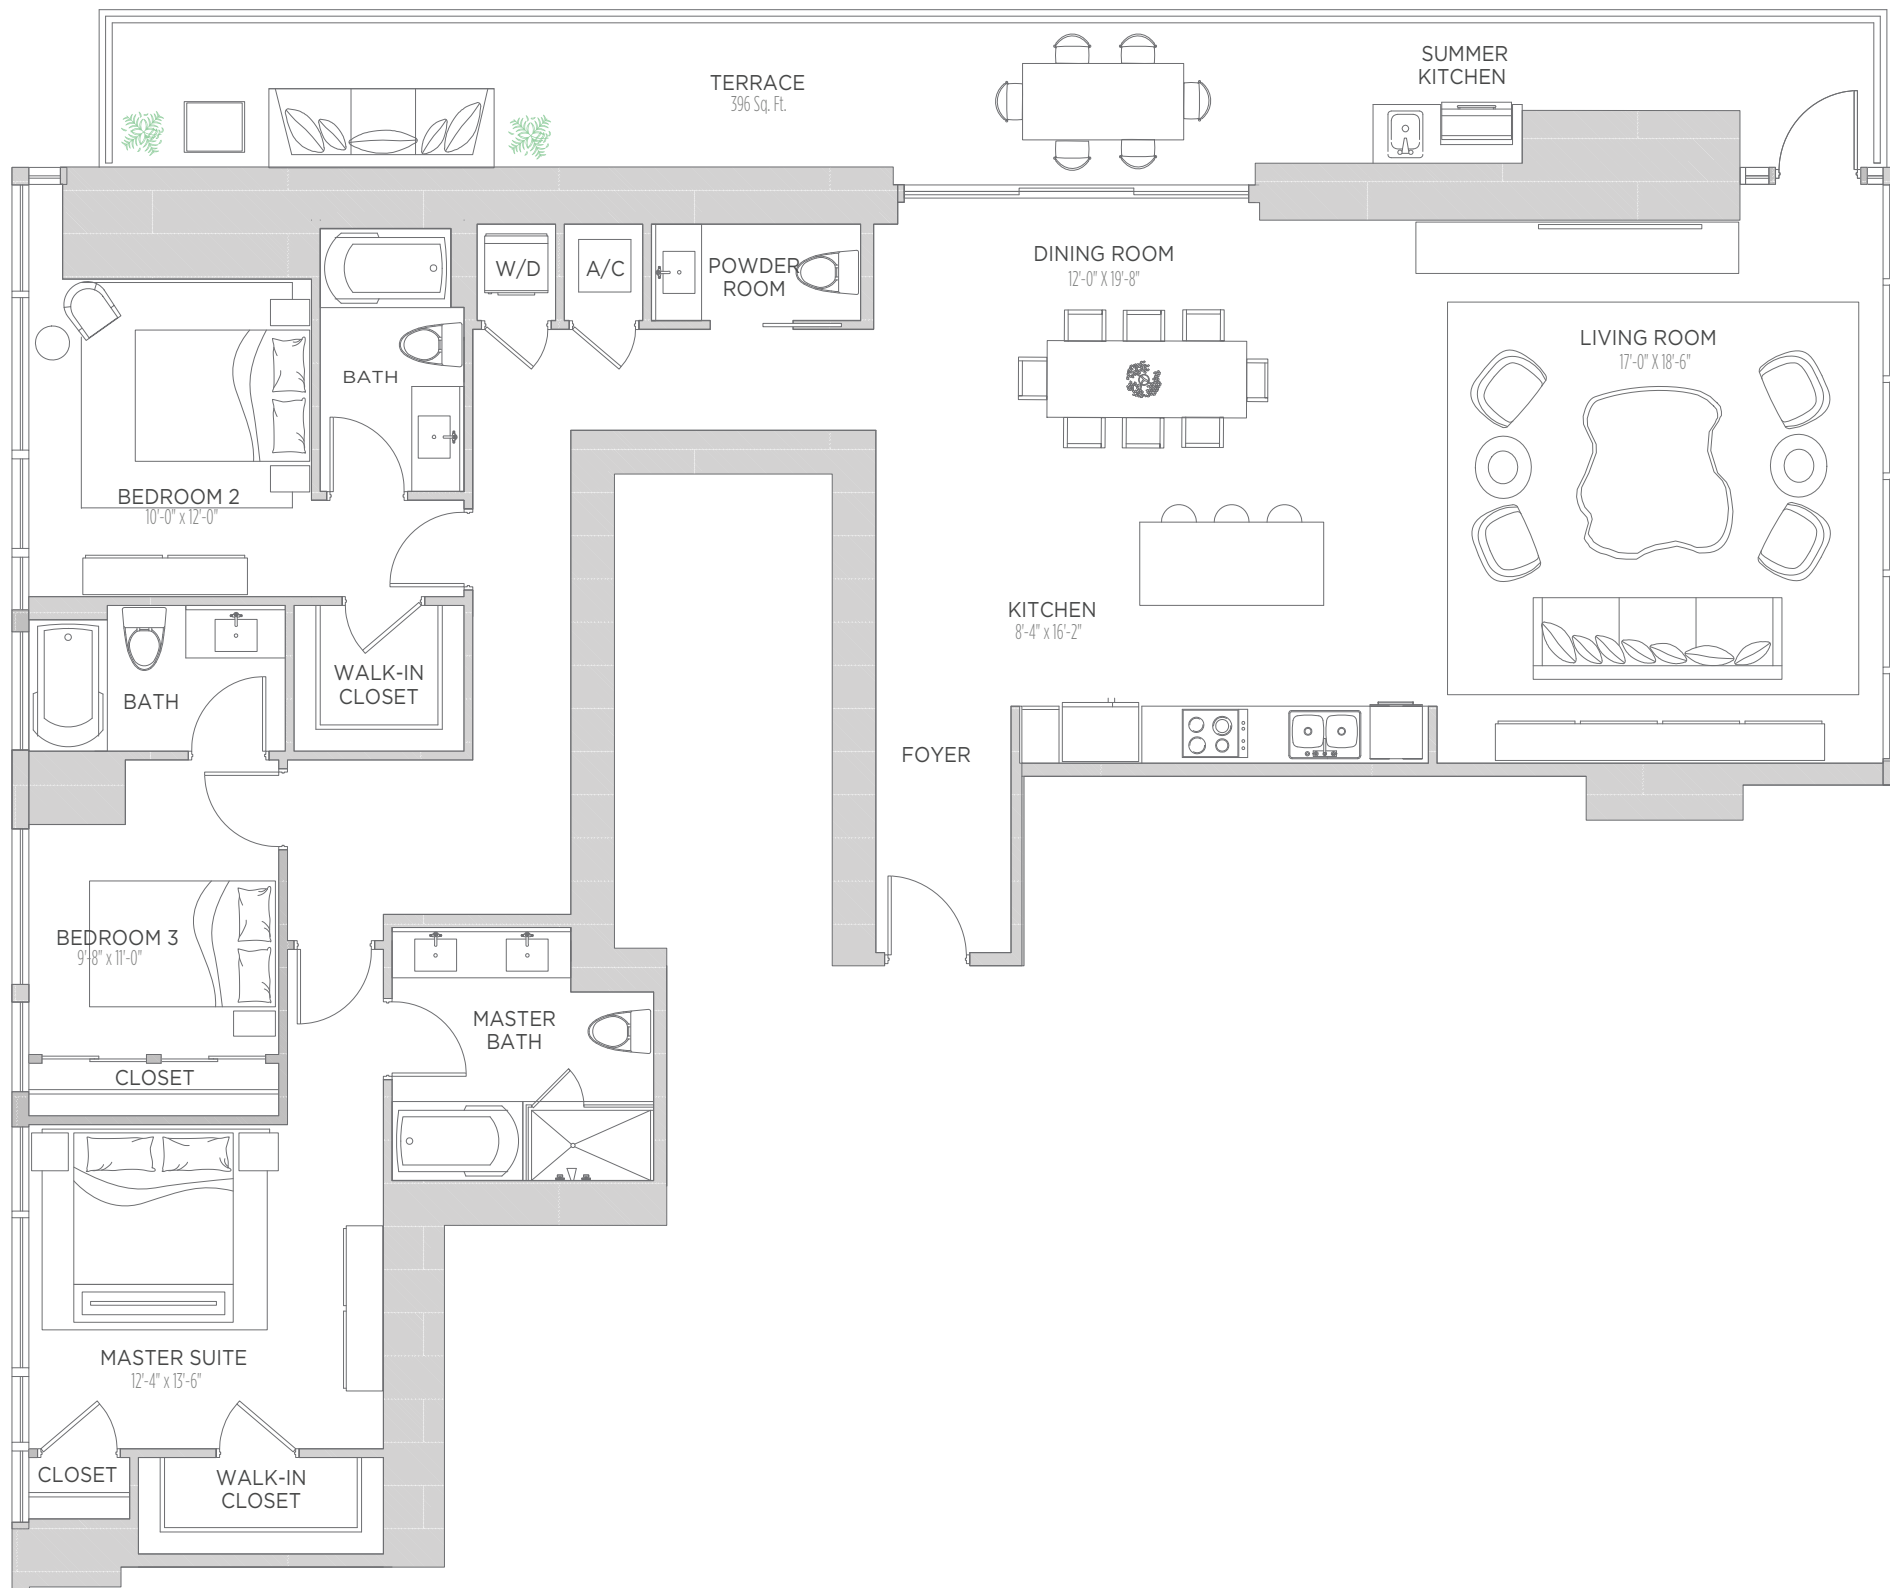 SUMMER
KITCHEN
TERRACE
396 Sq. Ft.
DINING ROOM
12'-0" X 19'-8"
W/D
A/C
POWDER
ROOM
LIVING ROOM
17'-0" X 18'-6"
BATH
BEDROOM 2
10'-0" x 12'-0"
KITCHEN
8'-4" x 16'-2"
WALK-IN
CLOSET
BATH
FOYER
BEDROOM 3
9'-8" x 11'-0"
MASTER
BATH
CLOSET
MASTER SUITE
12'-4" x 13'-6"
CLOSET
WALK-IN
CLOSET